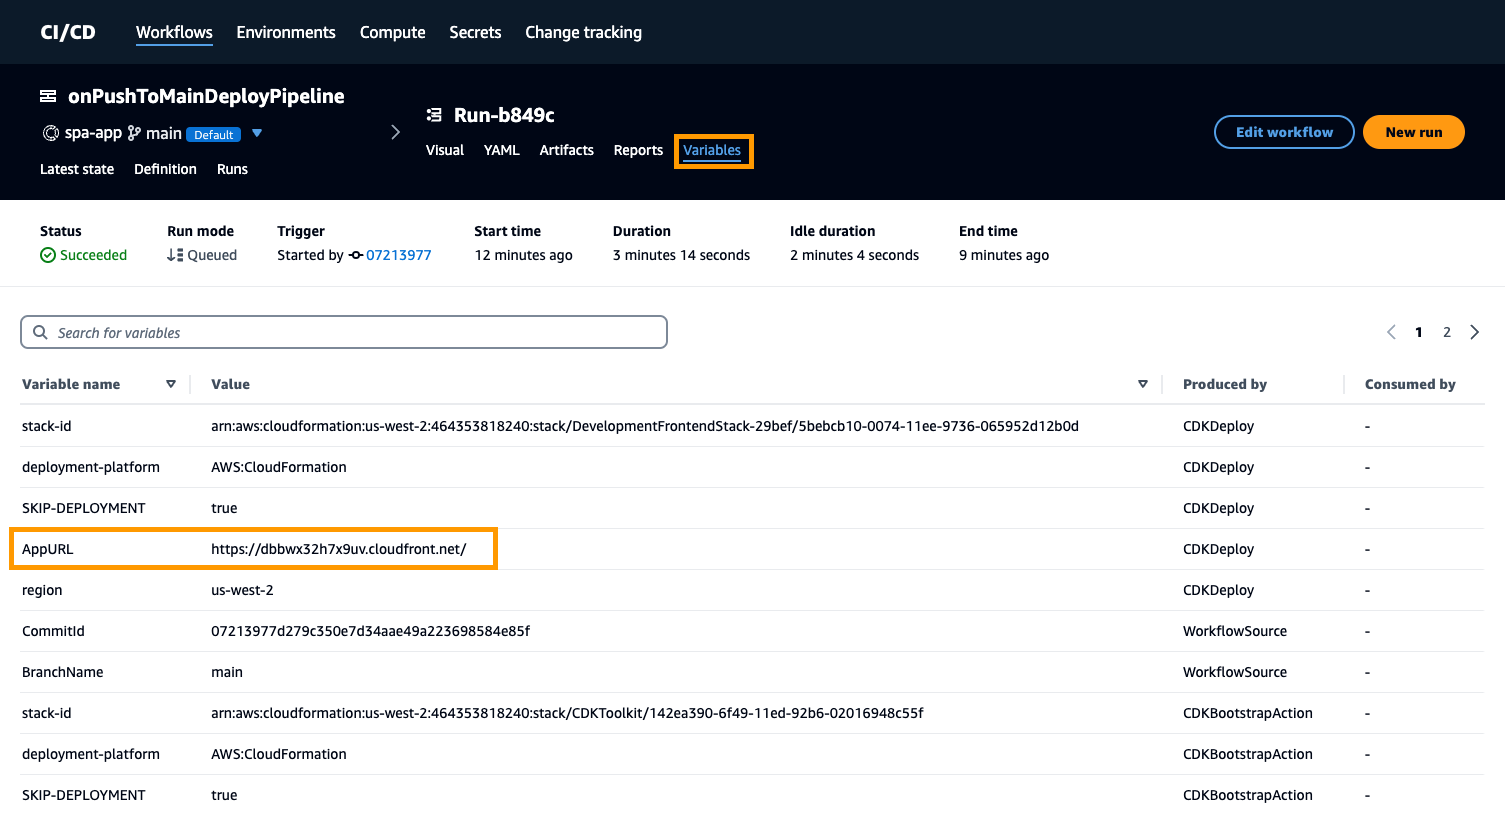 CI/CD Workflows Environments Compute Secrets Change tracking
onPushToMainDeployPipeline
spa-app main Default
Latest state Definition Runs
Run-b849c
Visual YAML Artifacts Reports Variables
Edit workflow New run
Status Run mode Trigger Start time Duration Idle duration End time
Succeeded Queued Started by 07213977 12 minutes ago 3 minutes 14 seconds 2 minutes 4 seconds 9 minutes ago
Search for variables 1 2
Variable name Value Produced by Consumed by
stack-id arn:aws:cloudformation:us-west-2:464353818240:stack/DevelopmentFrontendStack-29bef/5bebcb10-0074-11ee-9736-065952d12b0d CDKDeploy -
deployment-platform AWS:CloudFormation CDKDeploy -
SKIP-DEPLOYMENT true CDKDeploy -
AppURL https://dbbwx32h7x9uv.cloudfront.net/ CDKDeploy -
region us-west-2 CDKDeploy -
CommitId 07213977d279c350e7d34aae49a223698584e85f WorkflowSource -
BranchName main WorkflowSource -
stack-id arn:aws:cloudformation:us-west-2:464353818240:stack/CDKToolkit/142ea390-6f49-11ed-92b6-02016948c55f CDKBootstrapAction -
deployment-platform AWS:CloudFormation CDKBootstrapAction -
SKIP-DEPLOYMENT true CDKBootstrapAction -